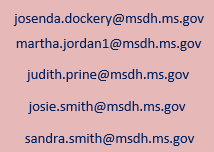 josenda.dockery@msdh.ms.gov
martha.jordan1@msdh.ms.gov
judith.prine@msdh.ms.gov
josie.smith@msdh.ms.gov
sandra.smith@msdh.ms.gov